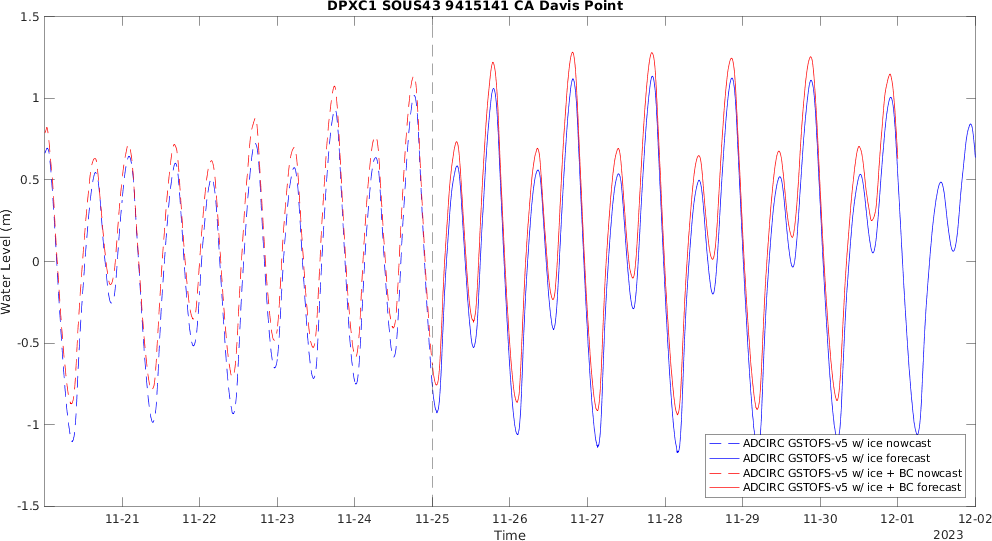 DPXC1 SOUS43 9415141 CA Davis Point
1.5
1
0.5
0
-0.5
-1
-1.5
Water Level (m)
ADCIRC GSTOFS-v5 w/ ice nowcast
ADCIRC GSTOFS-v5 w/ ice forecast
ADCIRC GSTOFS-v5 w/ ice + BC nowcast
ADCIRC GSTOFS-v5 w/ ice + BC forecast
11-21 11-22 11-23 11-24 11-25 11-26 11-27 11-28 11-29 11-30 12-01 12-02
Time
2023